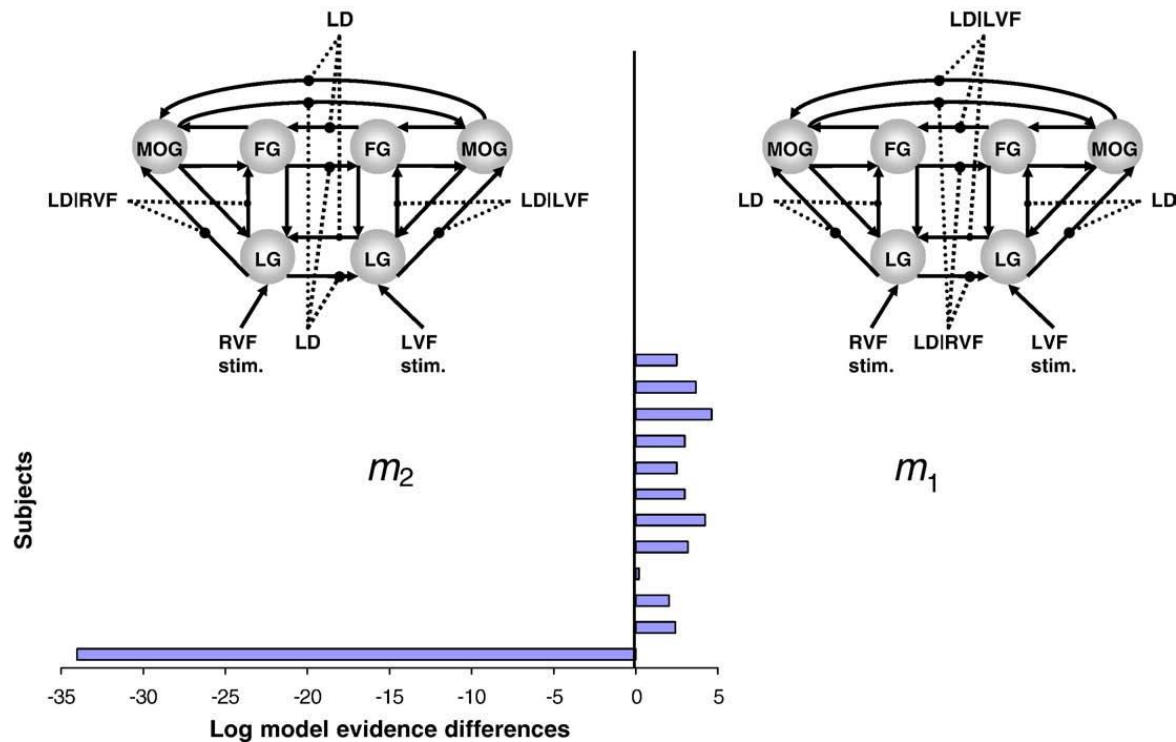 LD
MOG FG FG MOG
LD|RVF LD|LVF
LG LG
RVF stim.
LD
LVF stim.
LD|LVF
MOG FG FG MOG
LD LD
LG LG
RVF stim.
LD|RVF
LVF stim.
m2
m1
Subjects
-35 -30 -25 -20 -15 -10 -5 0 5
Log model evidence differences